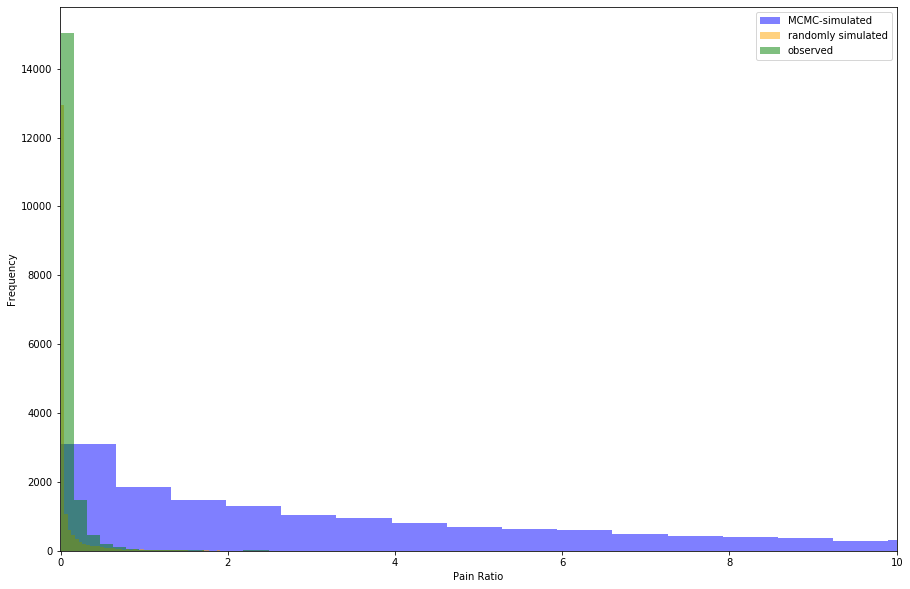 MCMC-simulated
randomly simulated
observed
14000
12000
10000
8000
6000
4000
2000
0
Frequency
0 2 4 6 8 10
Pain Ratio